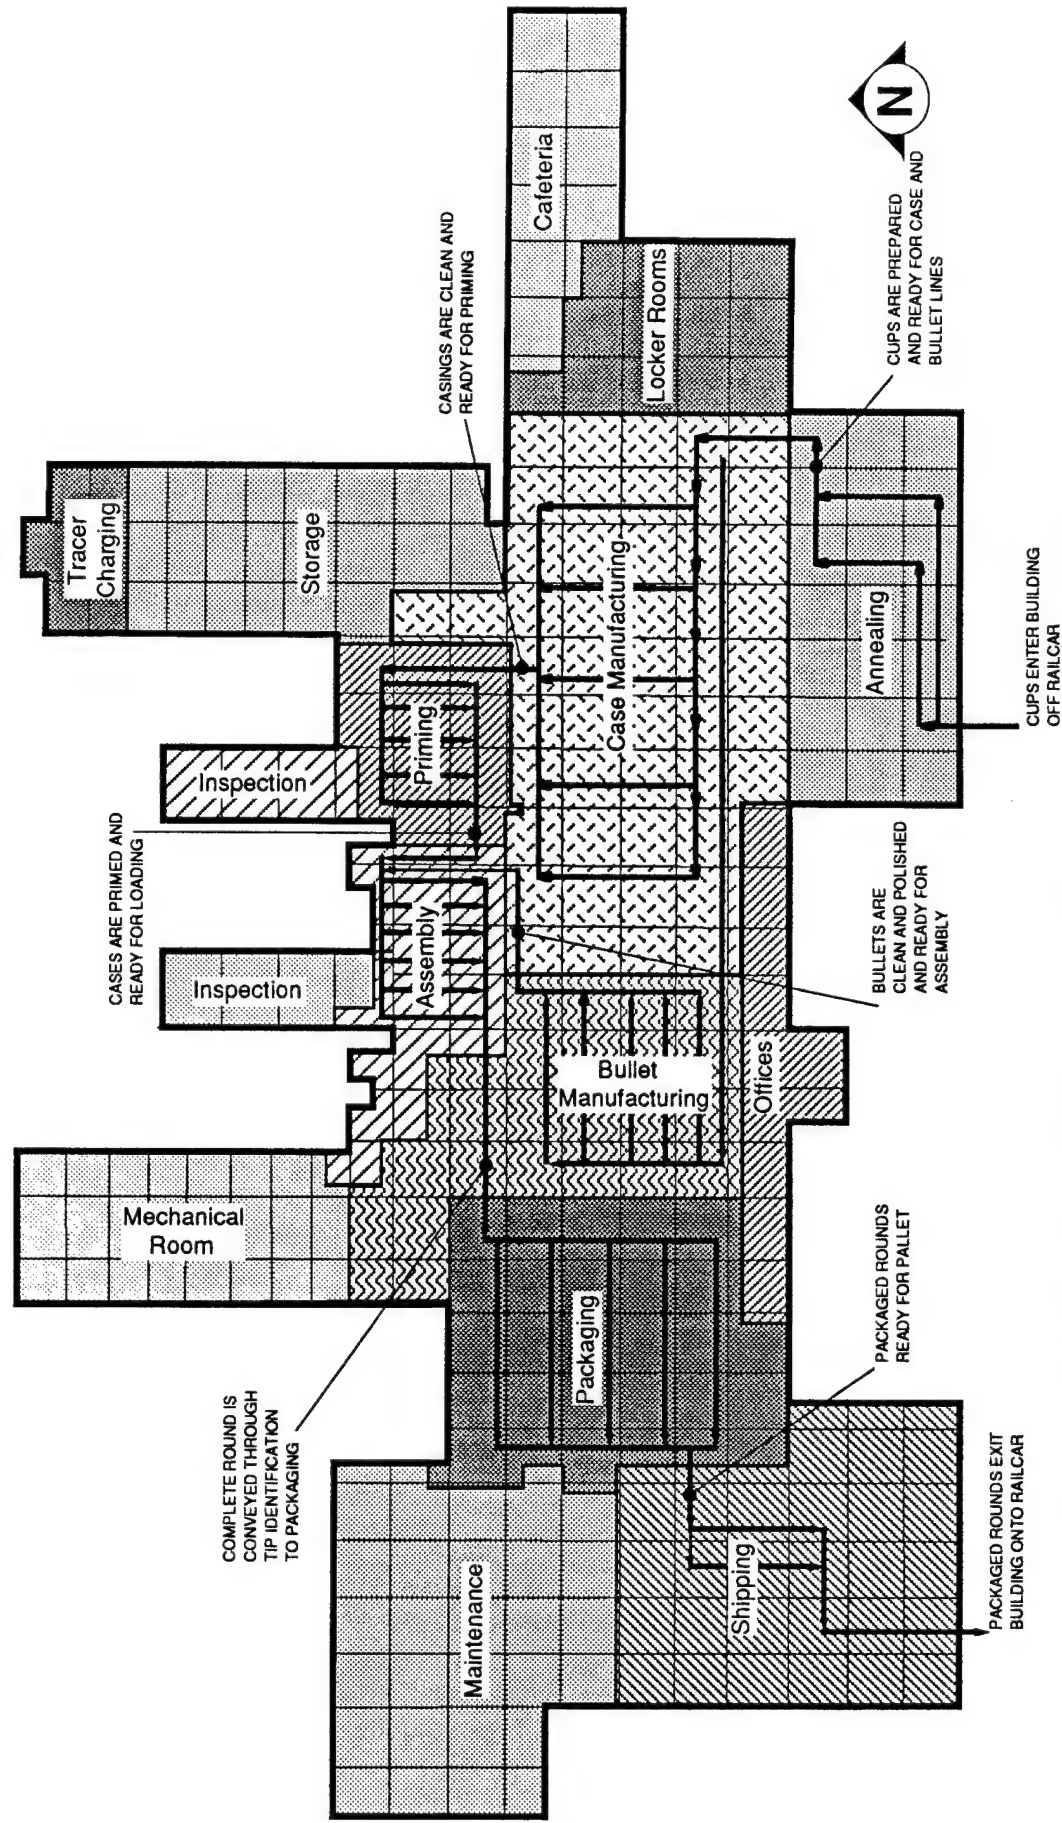 Tracer
Charging
Storage
CASINGS ARE CLEAN AND
READY FOR PRIMING
Cafeteria
N
Locker Rooms
CUPS ARE PREPARED
AND READY FOR CASE AND
BULLET LINES
Inspection
Priming
Case Manufacturing
Annealing
CUPS ENTER BUILDING
OFF RAILCAR
CASES ARE PRIMED AND
READY FOR LOADING
Inspection
Assembly
BULLETS ARE
CLEAN AND POLISHED
AND READY FOR
ASSEMBLY
Bullet
Manufacturing
Offices
Mechanical
Room
COMPLETE ROUND IS
CONVEYED THROUGH
TIP IDENTIFICATION
TO PACKAGING
Packaging
PACKAGED ROUNDS
READY FOR PALLET
Maintenance
Shipping
PACKAGED ROUNDS EXIT
BUILDING ONTO RAILCAR